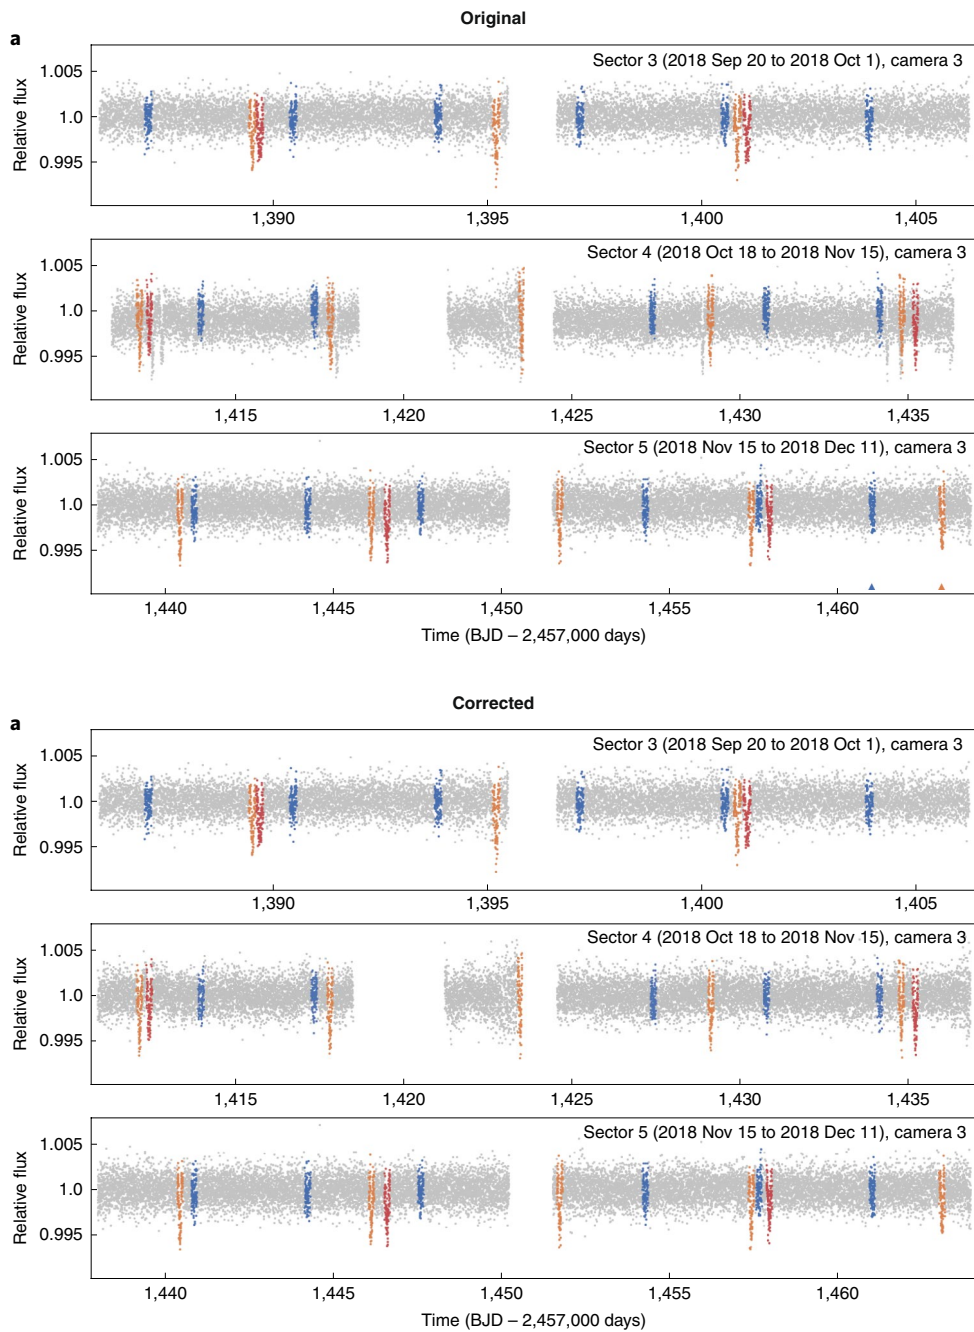 Original
a
Sector 3 (2018 Sep 20 to 2018 Oct 1), camera 3
Relative flux
1.005
1.0
0.995
1,390
1,395
1,400
1,405
Sector 4 (2018 Oct 18 to 2018 Nov 15), camera 3
Relative flux
1.005
1.0
0.995
1,415
1,420
1,425
1,430
1,435
Sector 5 (2018 Nov 15 to 2018 Dec 11), camera 3
Relative flux
1.005
1.0
0.995
1,440
1,445
1,450
1,455
1,460
Time (BJD – 2,457,000 days)
Corrected
a
Sector 3 (2018 Sep 20 to 2018 Oct 1), camera 3
Relative flux
1.005
1.0
0.995
1,390
1,395
1,400
1,405
Sector 4 (2018 Oct 18 to 2018 Nov 15), camera 3
Relative flux
1.005
1.0
0.995
1,415
1,420
1,425
1,430
1,435
Sector 5 (2018 Nov 15 to 2018 Dec 11), camera 3
Relative flux
1.005
1.0
0.995
1,440
1,445
1,450
1,455
1,460
Time (BJD – 2,457,000 days)